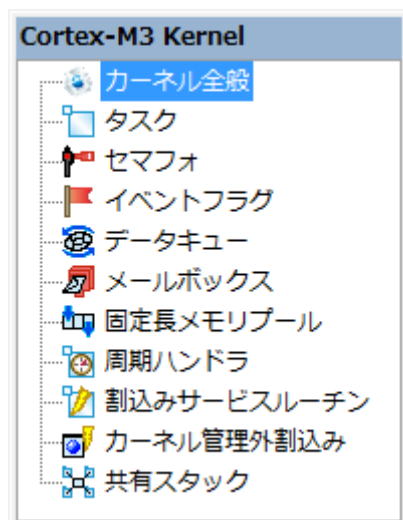 Cortex-M3 Kernel
カーネル全般
タスク
セマフォ
イベントフラグ
データキュー
メールボックス
固定長メモリプール
周期ハンドラ
割込みサービスルーチン
カーネル管理外割込み
共有スタック